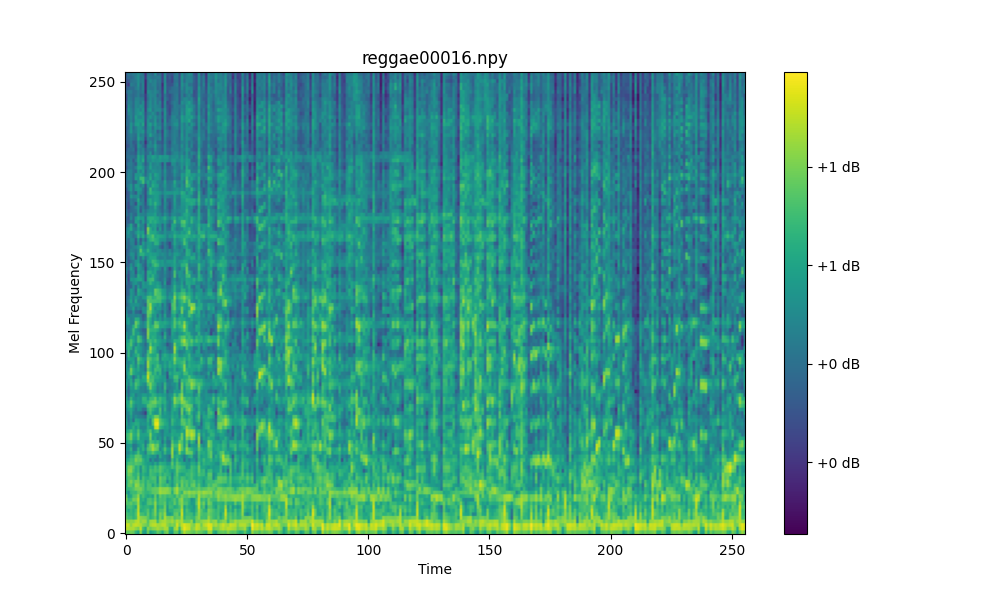 reggae00016.npy
250
200
150
100
50
0
Mel Frequency
0 50 100 150 200 250
Time
+1 dB
+1 dB
+0 dB
+0 dB